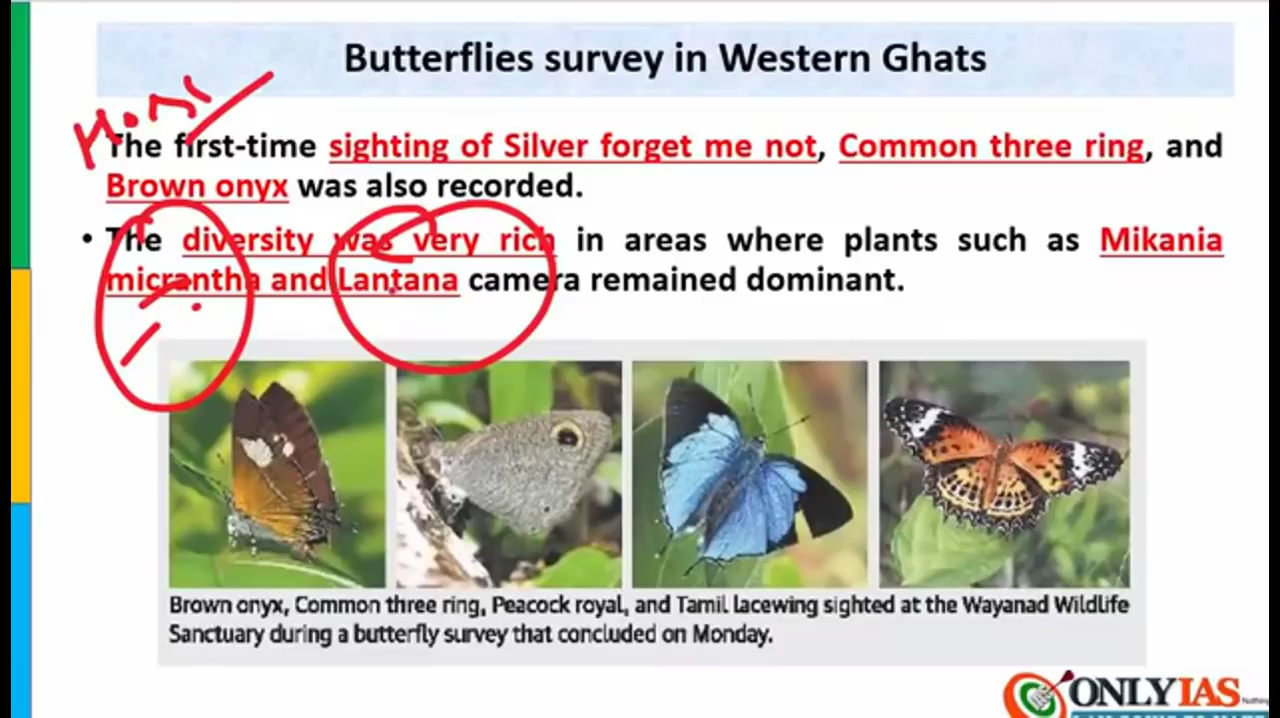 Butterflies survey in Western Ghats
The first-time sighting of Silver forget me not, Common three ring, and
Brown onyx was also recorded.
• The diversity was very rich in areas where plants such as Mikania
micrantha and Lantana camera remained dominant.
Brown onyx, Common three ring, Peacock royal, and Tamil lacewing sighted at the Wayanad Wildlife
Sanctuary during a butterfly survey that concluded on Monday.
ONLYIAS